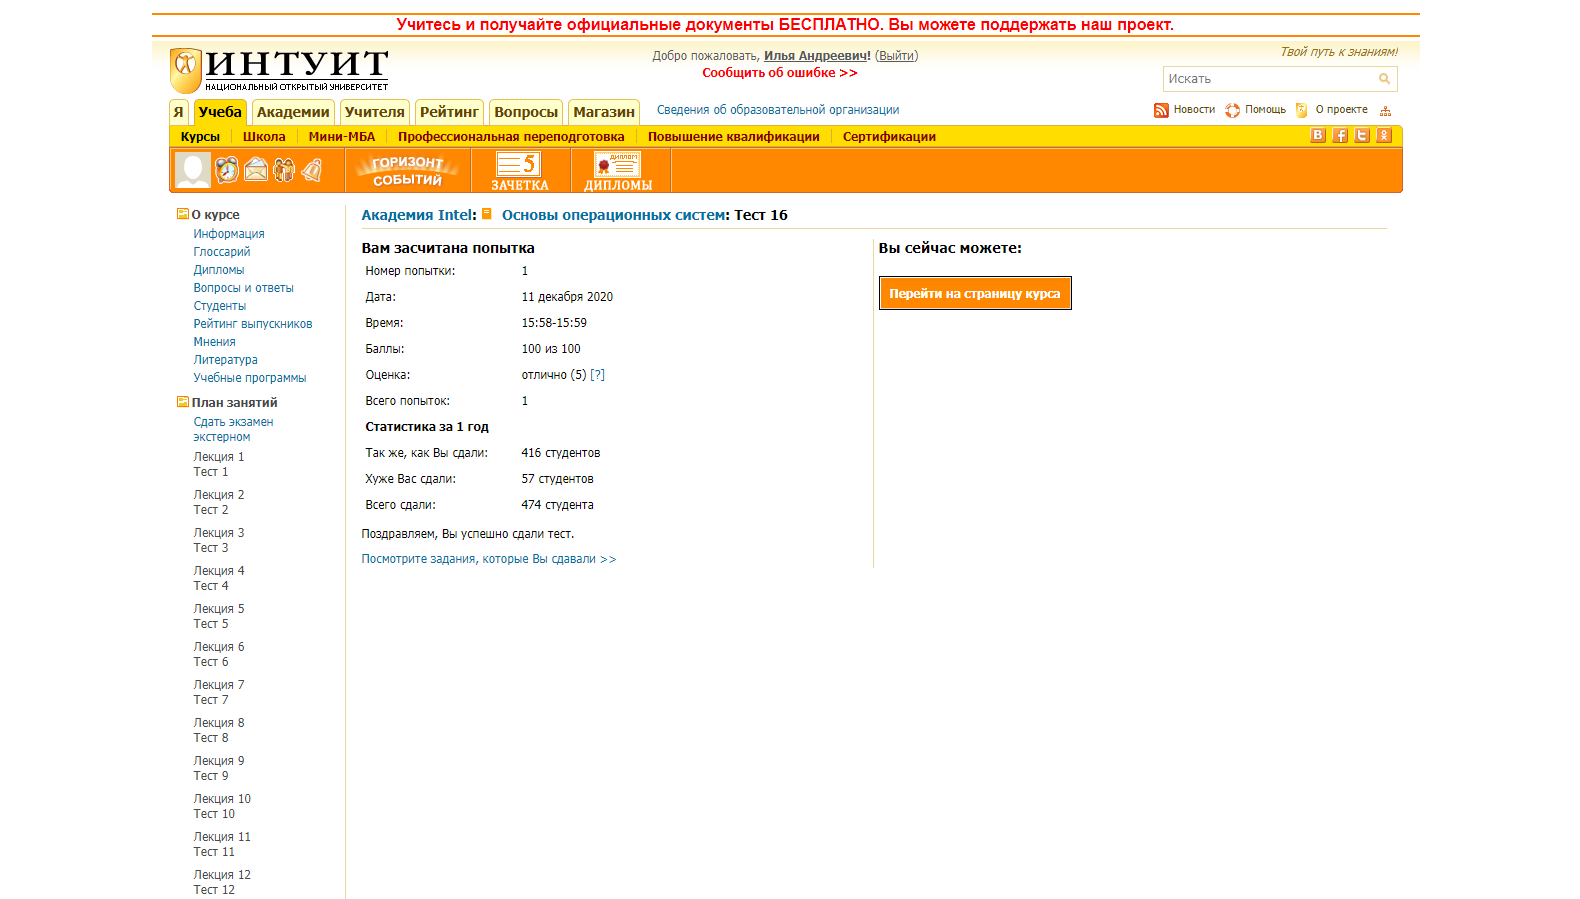 Учитесь и получайте официальные документы БЕСПЛАТНО. Вы можете поддержать наш проект.
ИНТУИТ
НАЦИОНАЛЬНЫЙ ОТКРЫТЫЙ УНИВЕРСИТЕТ
Добро пожаловать, Илья Андреевич! (Выйти)
Сообщить об ошибке >>
Твой путь к знаниям!
Искать
Я Учеба Академии Учителя Рейтинг Вопросы Магазин Сведения об образовательной организации
Новости Помощь О проекте
Курсы Школа Мини-МБА Профессиональная переподготовка Повышение квалификации Сертификации
ГОРИЗОНТ СОБЫТИЙ
5 ЗАЧЕТКА
ДИПЛОМ ДИПЛОМЫ
О курсе
Информация
Глоссарий
Дипломы
Вопросы и ответы
Студенты
Рейтинг выпускников
Мнения
Литература
Учебные программы
План занятий
Сдать экзамен
экстерном
Лекция 1
Тест 1
Лекция 2
Тест 2
Лекция 3
Тест 3
Лекция 4
Тест 4
Лекция 5
Тест 5
Лекция 6
Тест 6
Лекция 7
Тест 7
Лекция 8
Тест 8
Лекция 9
Тест 9
Лекция 10
Тест 10
Лекция 11
Тест 11
Лекция 12
Тест 12
Академия Intel: Основы операционных систем: Тест 16
Вам засчитана попытка
Номер попытки: 1
Дата: 11 декабря 2020
Время: 15:58-15:59
Баллы: 100 из 100
Оценка: отлично (5) [?]
Всего попыток: 1
Статистика за 1 год
Так же, как Вы сдали: 416 студентов
Хуже Вас сдали: 57 студентов
Всего сдали: 474 студента
Поздравляем, Вы успешно сдали тест.
Посмотрите задания, которые Вы сдавали >>
Вы сейчас можете:
Перейти на страницу курса